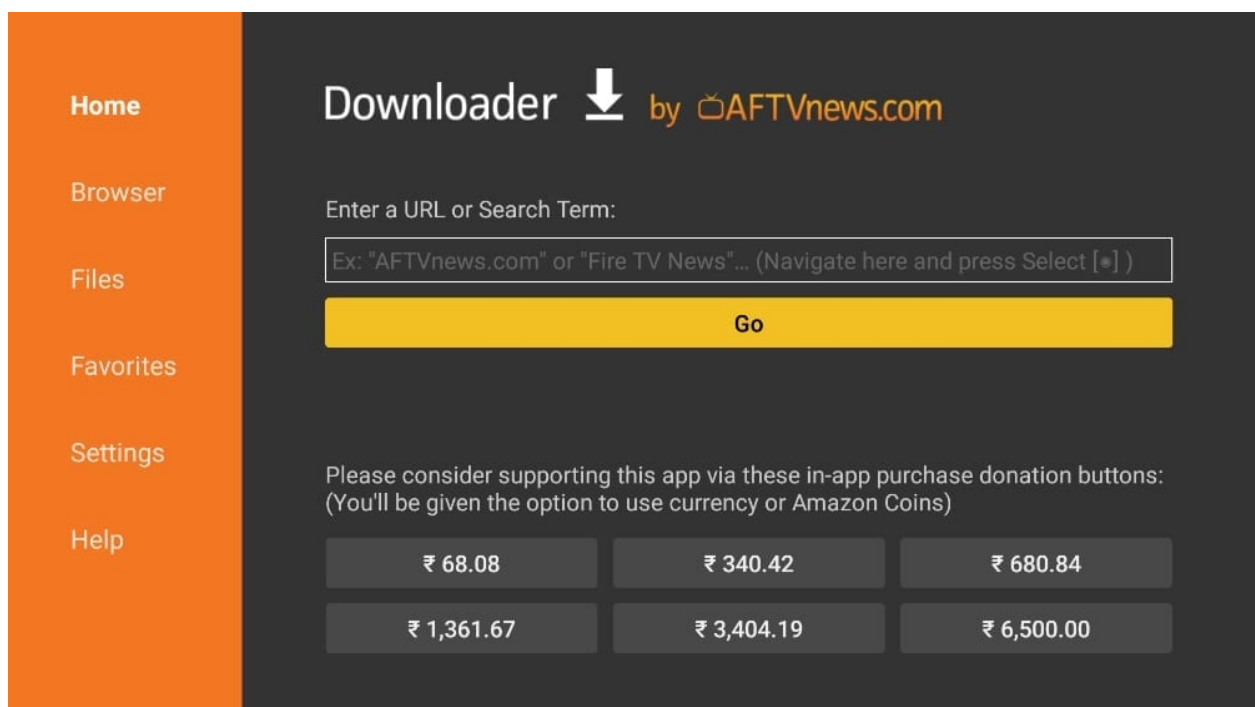 Home
Browser
Files
Favorites
Settings
Help
Downloader by AFTVnews.com
Enter a URL or Search Term:
Ex: "AFTVnews.com" or "Fire TV News"... (Navigate here and press Select [◉] )
Go
Please consider supporting this app via these in-app purchase donation buttons:
(You'll be given the option to use currency or Amazon Coins)
₹ 68.08 ₹ 340.42 ₹ 680.84
₹ 1,361.67 ₹ 3,404.19 ₹ 6,500.00